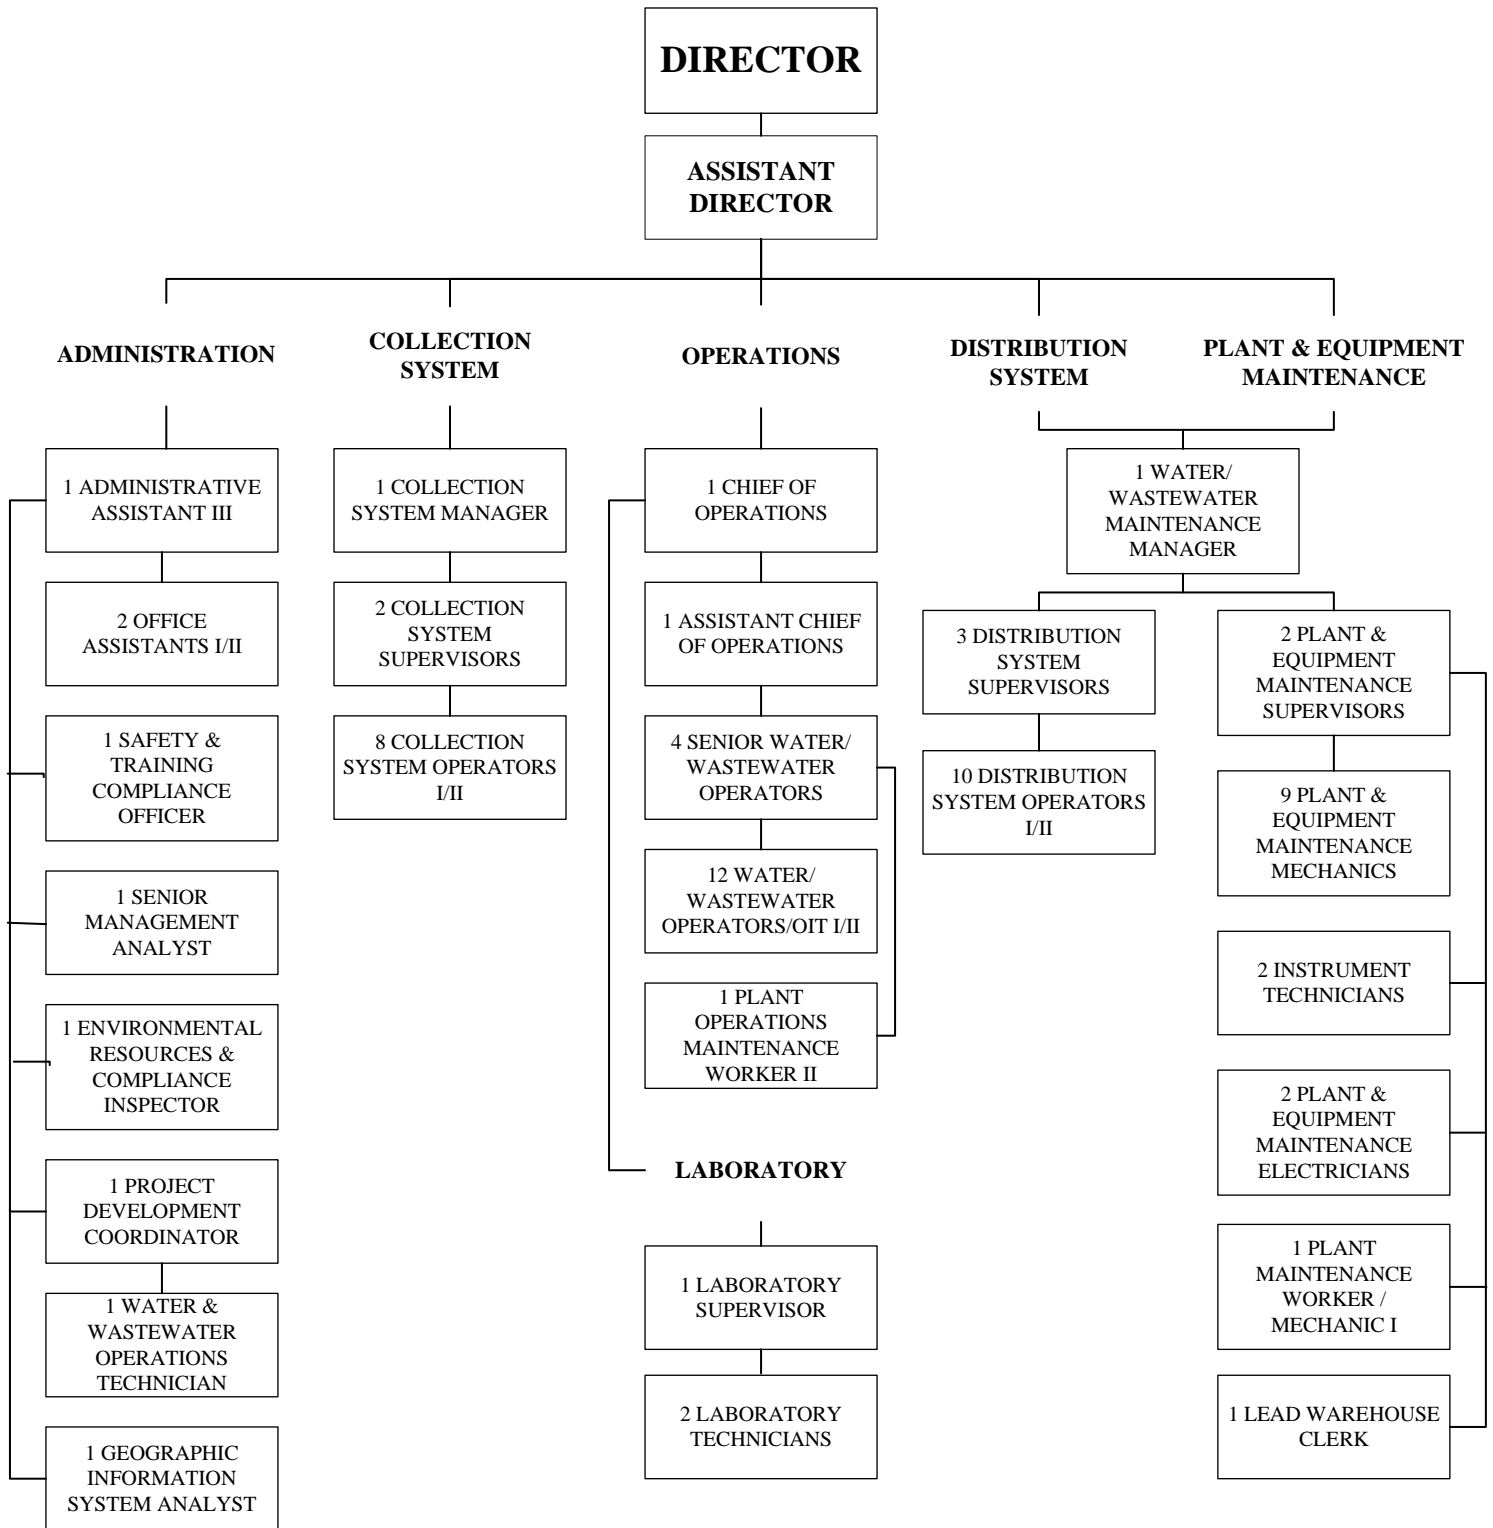 DIRECTOR
ASSISTANT
DIRECTOR
ADMINISTRATION
COLLECTION
SYSTEM
OPERATIONS
DISTRIBUTION
SYSTEM
PLANT & EQUIPMENT
MAINTENANCE
1 ADMINISTRATIVE
ASSISTANT III
2 OFFICE
ASSISTANTS I/II
1 SAFETY &
TRAINING
COMPLIANCE
OFFICER
1 SENIOR
MANAGEMENT
ANALYST
1 ENVIRONMENTAL
RESOURCES &
COMPLIANCE
INSPECTOR
1 PROJECT
DEVELOPMENT
COORDINATOR
1 WATER &
WASTEWATER
OPERATIONS
TECHNICIAN
1 GEOGRAPHIC
INFORMATION
SYSTEM ANALYST
1 COLLECTION
SYSTEM MANAGER
2 COLLECTION
SYSTEM
SUPERVISORS
8 COLLECTION
SYSTEM OPERATORS
I/II
1 CHIEF OF
OPERATIONS
1 ASSISTANT CHIEF
OF OPERATIONS
4 SENIOR WATER/
WASTEWATER
OPERATORS
12 WATER/
WASTEWATER
OPERATORS/OIT I/II
1 PLANT
OPERATIONS
MAINTENANCE
WORKER II
LABORATORY
1 LABORATORY
SUPERVISOR
2 LABORATORY
TECHNICIANS
1 WATER/
WASTEWATER
MAINTENANCE
MANAGER
3 DISTRIBUTION
SYSTEM
SUPERVISORS
10 DISTRIBUTION
SYSTEM OPERATORS
I/II
2 PLANT &
EQUIPMENT
MAINTENANCE
SUPERVISORS
9 PLANT &
EQUIPMENT
MAINTENANCE
MECHANICS
2 INSTRUMENT
TECHNICIANS
2 PLANT &
EQUIPMENT
MAINTENANCE
ELECTRICIANS
1 PLANT
MAINTENANCE
WORKER /
MECHANIC I
1 LEAD WAREHOUSE
CLERK